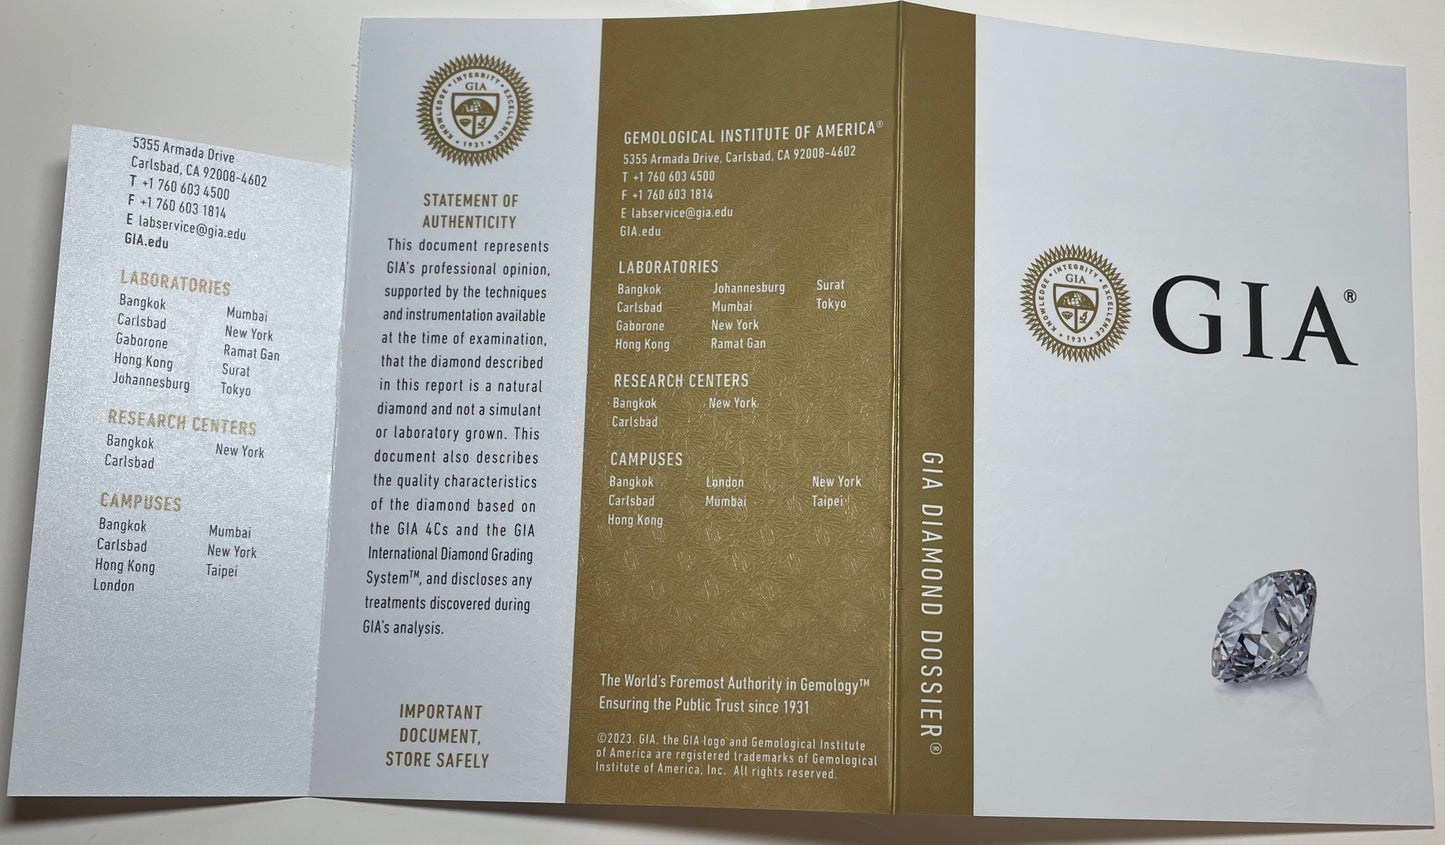 5355 Armada Drive
Carlsbad, CA 92008-4602
T +1 760 603 4500
F +1 760 603 1814
E labservice@gia.edu
GIA.edu
LABORATORIES
Bangkok Mumbai
Carlsbad New York
Gaborone Ramat Gan
Hong Kong Surat
Johannesburg Tokyo
RESEARCH CENTERS
Bangkok New York
Carlsbad
CAMPUSES
Bangkok Mumbai
Carlsbad New York
Hong Kong Taipei
London
KNOWLEDGE • INTEGRITY • EXCELLENCE
GIA
• 1931 •
STATEMENT OF
AUTHENTICITY
This document represents
GIA's professional opinion,
supported by the techniques
and instrumentation available
at the time of examination,
that the diamond described
in this report is a natural
diamond and not a simulant
or laboratory grown. This
document also describes
the quality characteristics
of the diamond based on
the GIA 4Cs and the GIA
International Diamond Grading
System™, and discloses any
treatments discovered during
GIA's analysis.
IMPORTANT
DOCUMENT,
STORE SAFELY
GEMOLOGICAL INSTITUTE OF AMERICA®
5355 Armada Drive, Carlsbad, CA 92008-4602
T +1 760 603 4500
F +1 760 603 1814
E labservice@gia.edu
GIA.edu
LABORATORIES
Bangkok Johannesburg Surat
Carlsbad Mumbai Tokyo
Gaborone New York
Hong Kong Ramat Gan
RESEARCH CENTERS
Bangkok New York
Carlsbad
CAMPUSES
Bangkok London New York
Carlsbad Mumbai Taipei
Hong Kong
The World's Foremost Authority in Gemology™
Ensuring the Public Trust since 1931
©2023. GIA, the GIA logo and Gemological Institute
of America are registered trademarks of Gemological
Institute of America, Inc. All rights reserved.
GIA DIAMOND DOSSIER®
KNOWLEDGE • INTEGRITY • EXCELLENCE
GIA
• 1931 •
GIA®